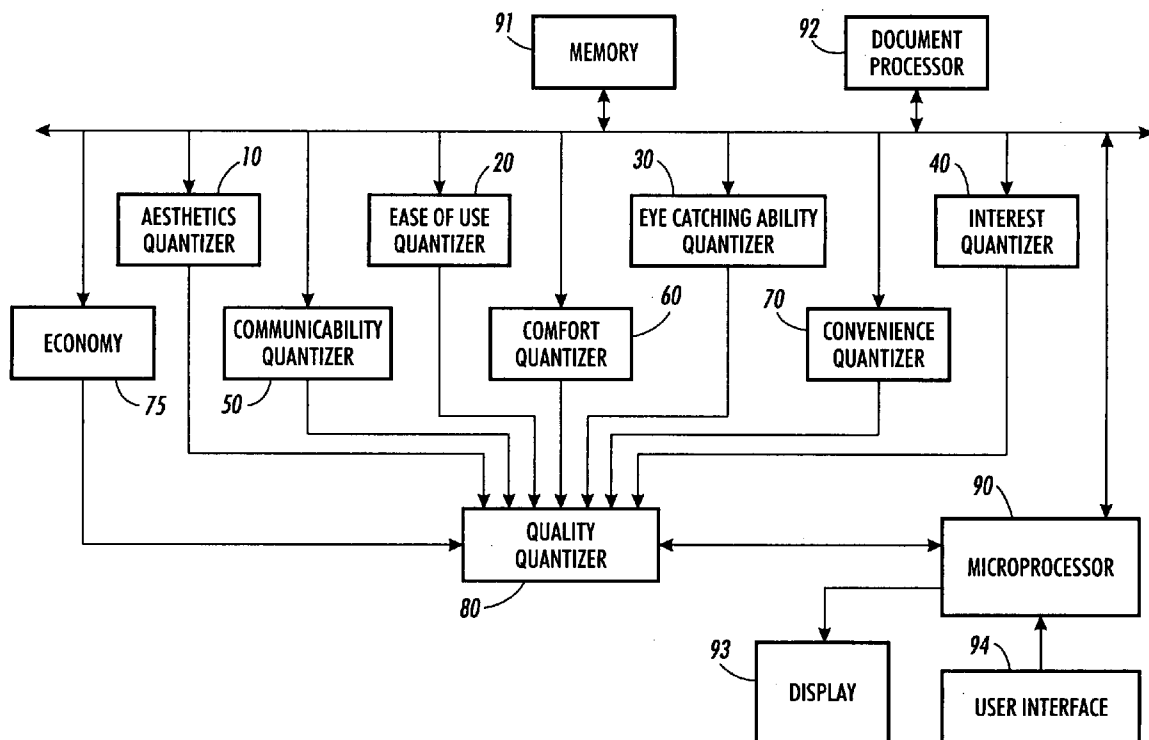 91
MEMORY
92
DOCUMENT
PROCESSOR
10
AESTHETICS
QUANTIZER
20
EASE OF USE
QUANTIZER
30
EYE CATCHING ABILITY
QUANTIZER
40
INTEREST
QUANTIZER
ECONOMY
75
COMMUNICABILITY
QUANTIZER
50
60
COMFORT
QUANTIZER
70
CONVENIENCE
QUANTIZER
QUALITY
QUANTIZER
80
90
MICROPROCESSOR
93
DISPLAY
94
USER INTERFACE